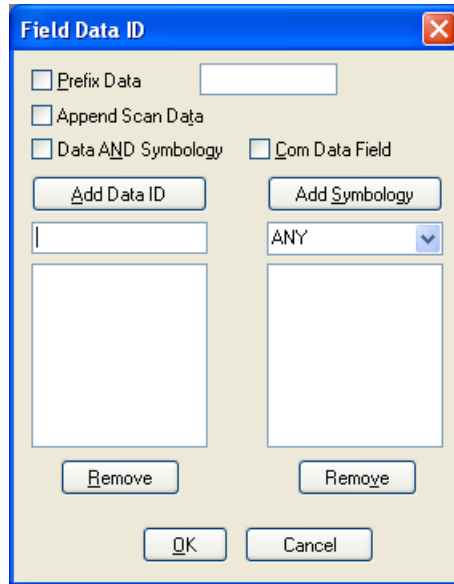 Field Data ID
Prefix Data
Append Scan Data
Data AND Symbology Com Data Field
Add Data ID Add Symbology
ANY
Remove Remove
OK Cancel